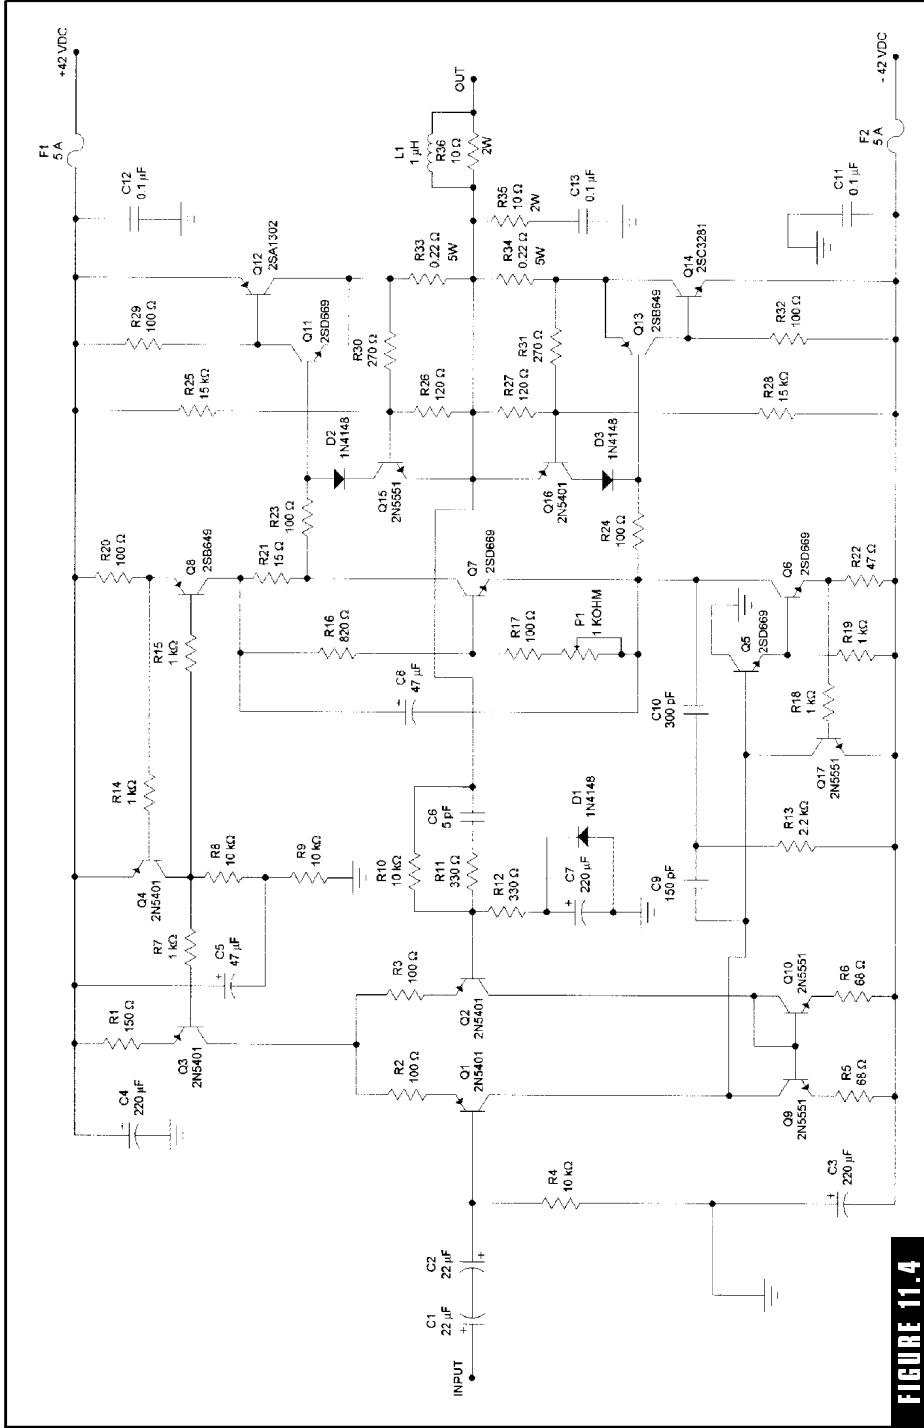 +42 VDC
F1
5 A
C12
0.1 µF
Q12
2SA1302
R29
100 Ω
R25
15 kΩ
Q11
2SD669
R30
270 Ω
R33
0.22 Ω
5W
R26
120 Ω
D2
1N4148
Q15
2N5551
R23
100 Ω
R20
100 Ω
Q8
2SB649
R21
15 Ω
R15
1 kΩ
R16
820 Ω
C8
47 µF
R14
1 kΩ
Q4
2N5401
R8
10 kΩ
R9
10 kΩ
R7
1 kΩ
C5
47 µF
R1
150 Ω
Q3
2N5401
C4
220 µF
L1
1 µH
R36
10 Ω
2W
OUT
R35
10 Ω
2W
C13
0.1 µF
R34
0.22 Ω
5W
R31
270 Ω
R27
120 Ω
Q13
2SB649
Q14
2SC3281
R32
100 Ω
R28
15 kΩ
D3
1N4148
Q16
2N5401
R24
100 Ω
Q7
2SD669
R17
100 Ω
P1
1 KOHM
Q5
2SD669
Q6
2SD669
R22
47 Ω
R19
1 kΩ
R18
1 kΩ
Q17
2N5551
C10
300 pF
R13
2.2 kΩ
C9
150 pF
C6
5 pF
R10
10 kΩ
R11
330 Ω
R12
330 Ω
C7
220 µF
D1
1N4148
R3
100 Ω
Q2
2N5401
R2
100 Ω
Q1
2N5401
Q10
2N5551
R6
68 Ω
Q9
2N5551
R5
68 Ω
R4
10 kΩ
C3
220 µF
C2
22 µF
C1
22 µF
INPUT
C11
0.1 µF
F2
5 A
- 42 VDC
FIGURE 11.4